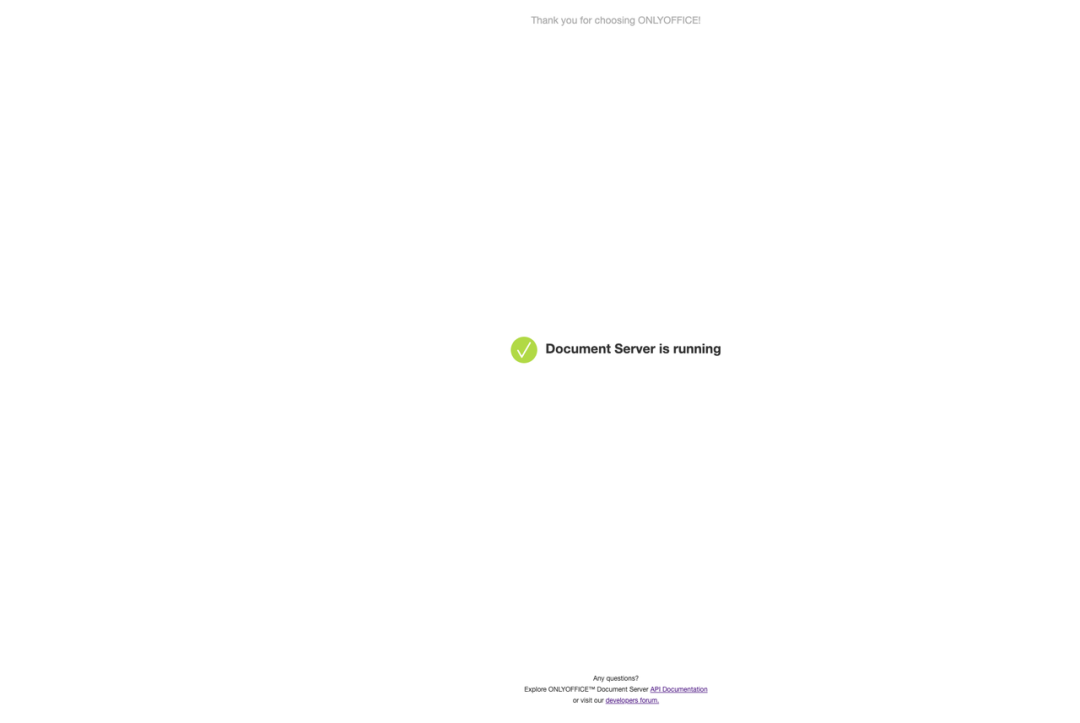 Thank you for choosing ONLYOFFICE!
Document Server is running
Any questions?
Explore ONLYOFFICE™ Document Server API Documentation
or visit our developers forum.